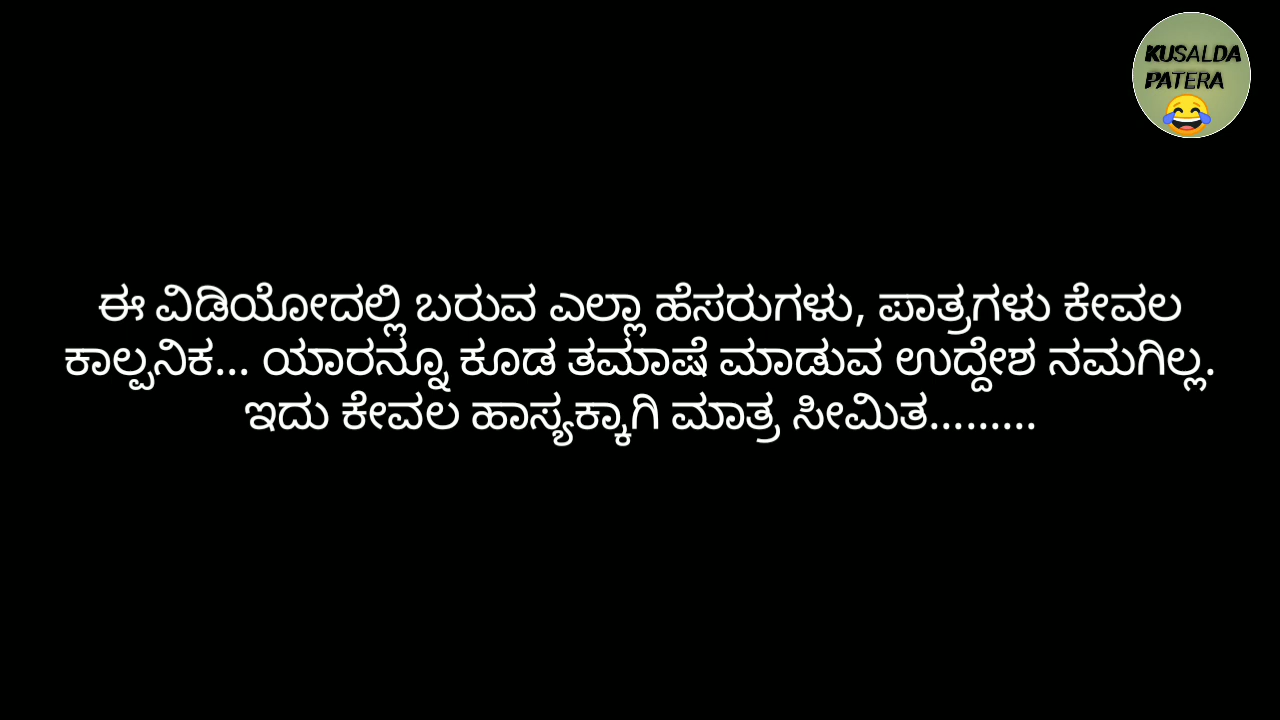 KUSALDA
PATERA
ಈ ವಿಡಿಯೋದಲ್ಲಿ ಬರುವ ಎಲ್ಲಾ ಹೆಸರುಗಳು, ಪಾತ್ರಗಳು ಕೇವಲ
ಕಾಲ್ಪನಿಕ... ಯಾರನ್ನೂ ಕೂಡ ತಮಾಷೆ ಮಾಡುವ ಉದ್ದೇಶ ನಮಗಿಲ್ಲ.
ಇದು ಕೇವಲ ಹಾಸ್ಯಕ್ಕಾಗಿ ಮಾತ್ರ ಸೀಮಿತ.........